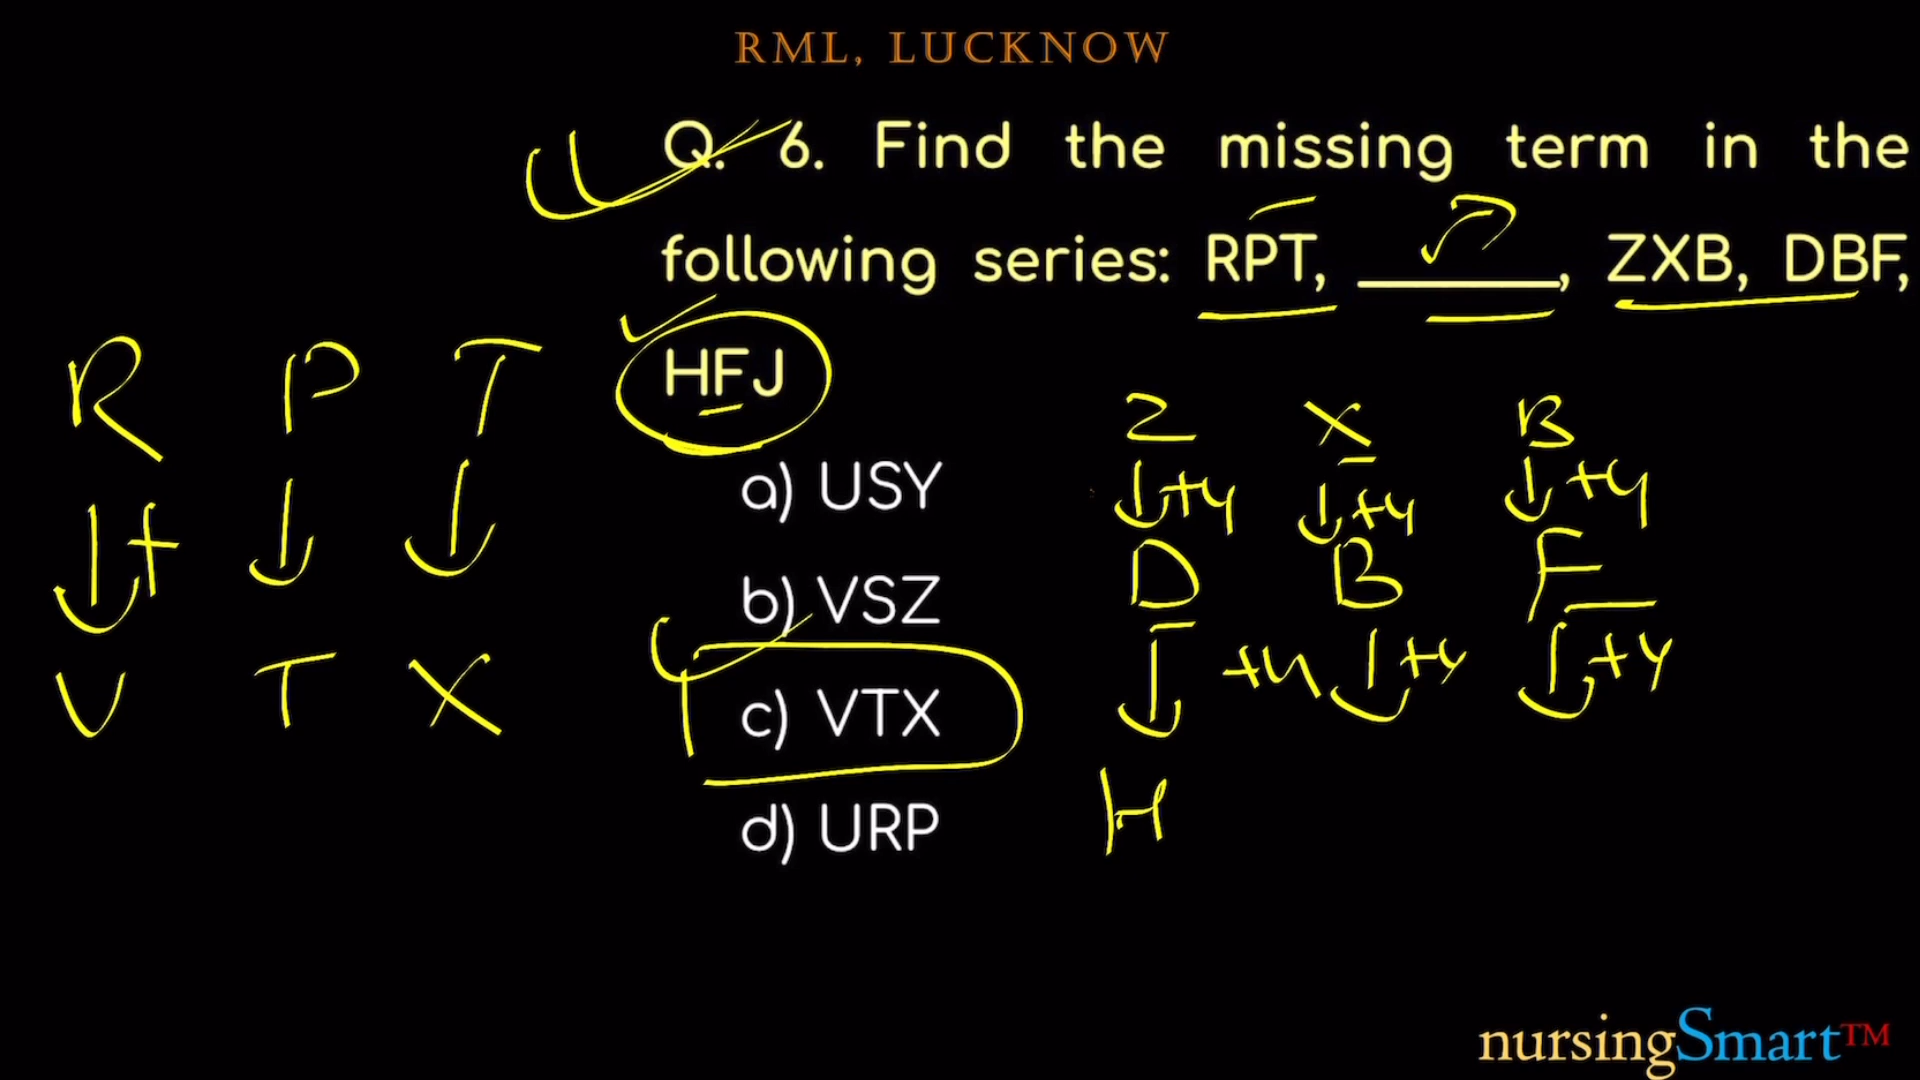 RML, LUCKNOW
Q. 6. Find the missing term in the
following series: RPT, ________, ZXB, DBF,
HFJ
a) USY
b) VSZ
c) VTX
d) URP
R P T
+
V T X
Z X B
+4 +4 +4
D B F
+4 +4 +4
H
nursingSmart™